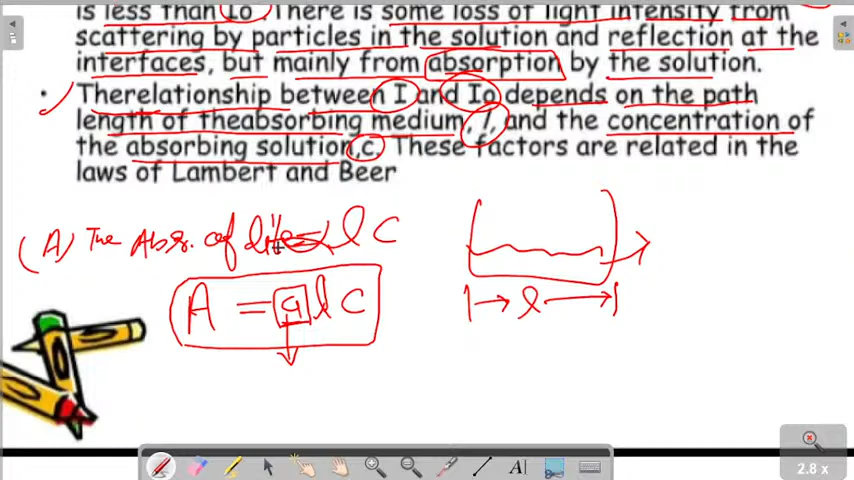 is less than Io. There is some loss of light intensity from
scattering by particles in the solution and reflection at the
interfaces, but mainly from absorption by the solution.
• Therelationship between I and Io depends on the path
length of theabsorbing medium, l, and the concentration of
the absorbing solution,c. These factors are related in the
laws of Lambert and Beer
(A) The Abs. of l C
A = a l C
l
A|
2.8 x